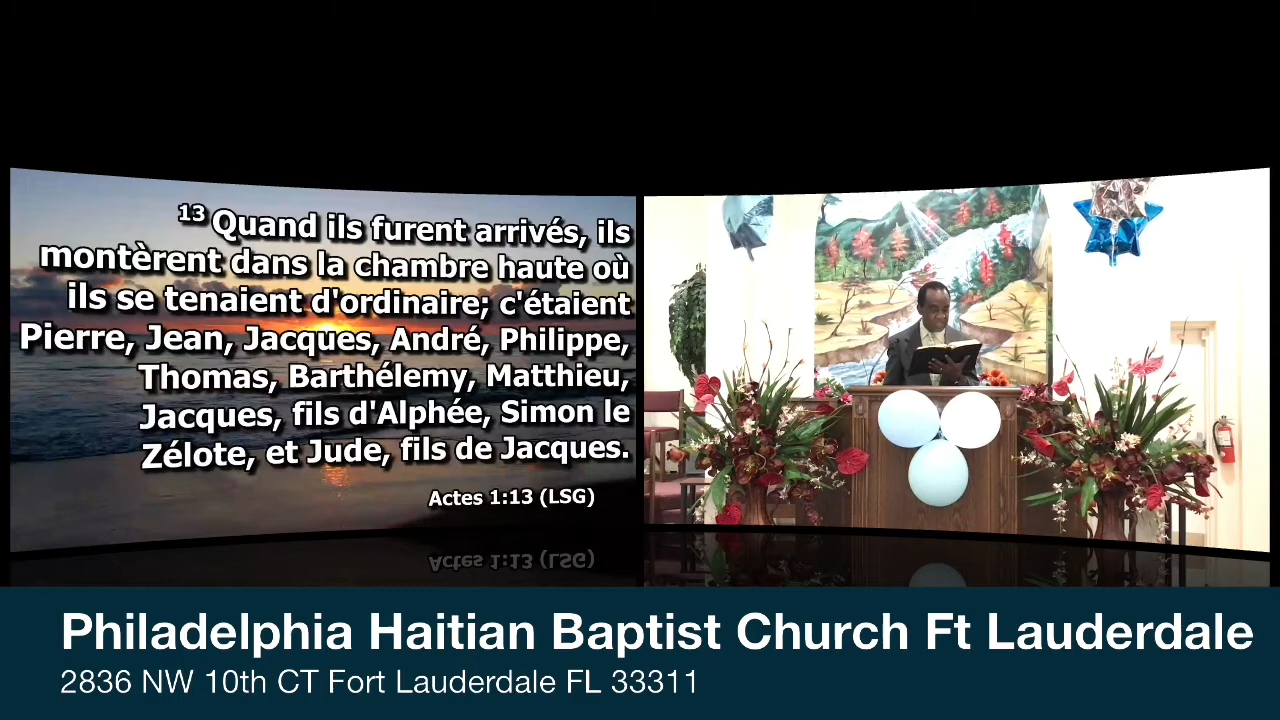 13 Quand ils furent arrivés, ils
montèrent dans la chambre haute où
ils se tenaient d'ordinaire; c'étaient
Pierre, Jean, Jacques, André, Philippe,
Thomas, Barthélemy, Matthieu,
Jacques, fils d'Alphée, Simon le
Zélote, et Jude, fils de Jacques.
Actes 1:13 (LSG)
Philadelphia Haitian Baptist Church Ft Lauderdale
2836 NW 10th CT Fort Lauderdale FL 33311